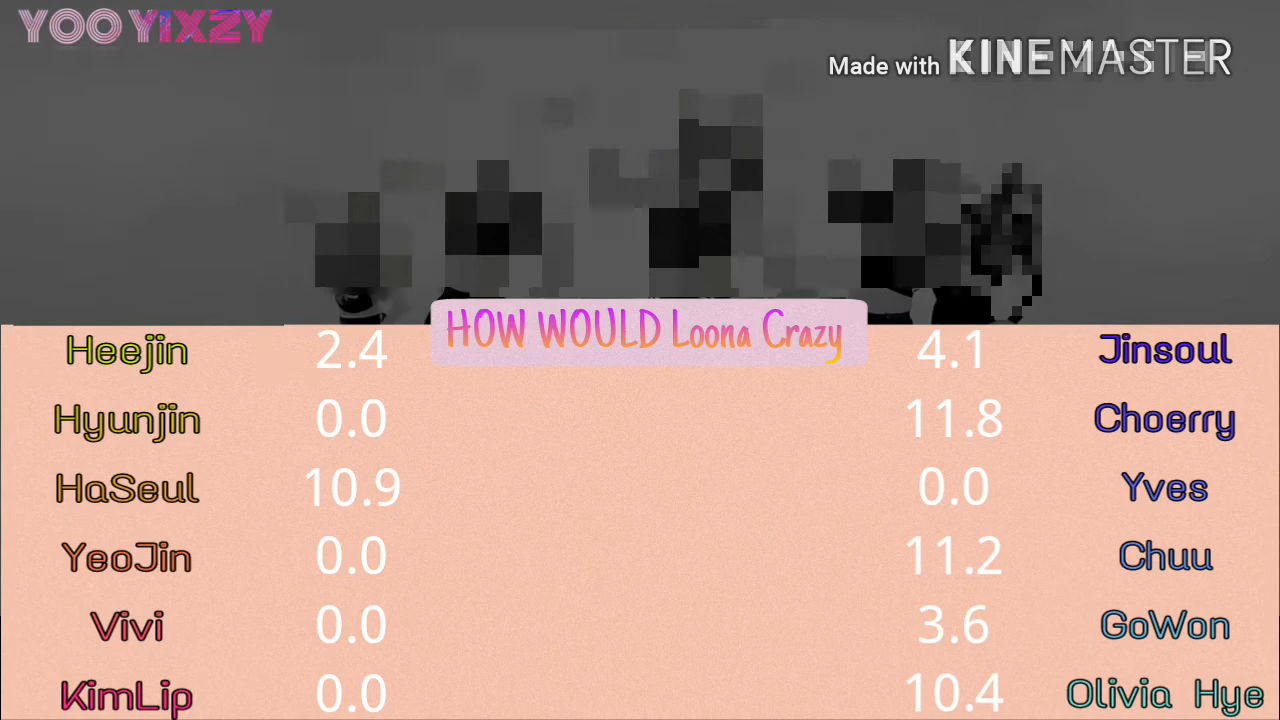 YOO YIXZY
Made with KINEMASTER
HOW WOULD Loona Crazy
Heejin 2.4 4.1 Jinsoul
Hyunjin 0.0 11.8 Choerry
HaSeul 10.9 0.0 Yves
YeoJin 0.0 11.2 Chuu
Vivi 0.0 3.6 GoWon
KimLip 0.0 10.4 Olivia Hye